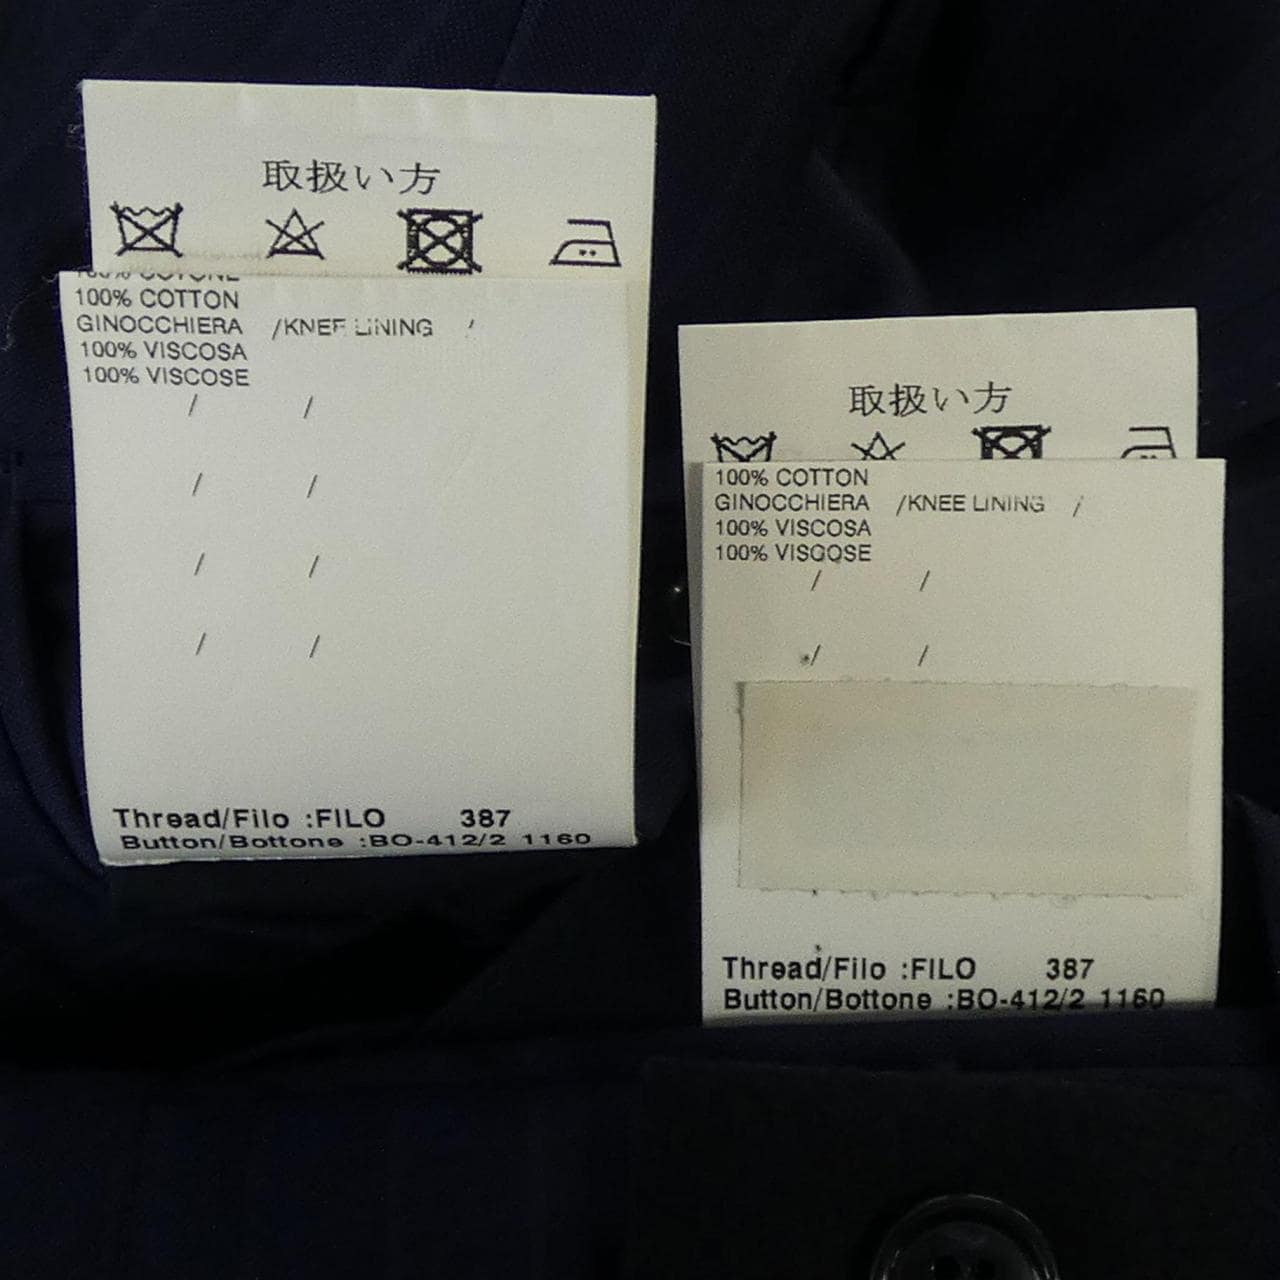 取扱い方
100% COTONE
100% COTTON
GINOCCHIERA /KNEE LINING /
100% VISCOSA
100% VISCOSE
/ /
/ /
/ /
/ /
Thread/Filo :FILO 387
Button/Bottone :BO-412/2 1160
取扱い方
100% COTTON
GINOCCHIERA /KNEE LINING /
100% VISCOSA
100% VISCOSE
/ /
/ /
Thread/Filo :FILO 387
Button/Bottone :BO-412/2 1160